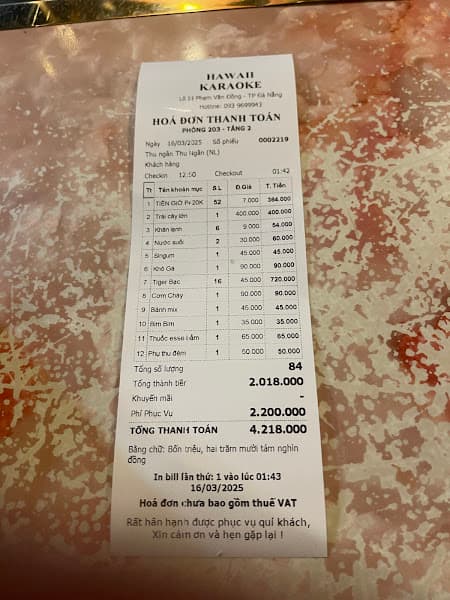 HAWAII
KARAOKE
Lô 11 Phạm Văn Đồng - TP Đà Nẵng
Hotline: 093 9699943
HOÁ ĐƠN THANH TOÁN
PHÒNG 203 - TẦNG 2
Ngày 16/03/2025 Số phiếu 0002219
Thu ngân Thu Ngân (NL)
Khách hàng
Checkin 12:50 Checkout 01:42
Tt Tên khoản mục S.L Đ.Giá T. Tiền
1 TIỀN GIỜ 20K 52 7.000 364.000
2 Trái cây lớn 1 400.000 400.000
3 Khăn lạnh 6 9.000 54.000
4 Nước suối 2 30.000 60.000
5 Singum 1 45.000 45.000
6 Khô Gà 1 90.000 90.000
7 Tiger Bạc 16 45.000 720.000
8 Cơm Cháy 1 90.000 90.000
9 Bánh mix 1 45.000 45.000
10 Bim Bim 1 35.000 35.000
11 Thuốc esse bấm 1 65.000 65.000
12 Phụ thu đêm 1 50.000 50.000
Tổng số lượng 84
Tổng thành tiền 2.018.000
Khuyến mãi -
Phí Phục Vụ 2.200.000
TỔNG THANH TOÁN 4.218.000
Bằng chữ: Bốn triệu, hai trăm mười tám nghìn
đồng
In bill lần thứ: 1 vào lúc 01:43
16/03/2025
Hoá đơn chưa bao gồm thuế VAT
Rất hân hạnh được phục vụ quí khách,
Xin cảm ơn và hẹn gặp lại !